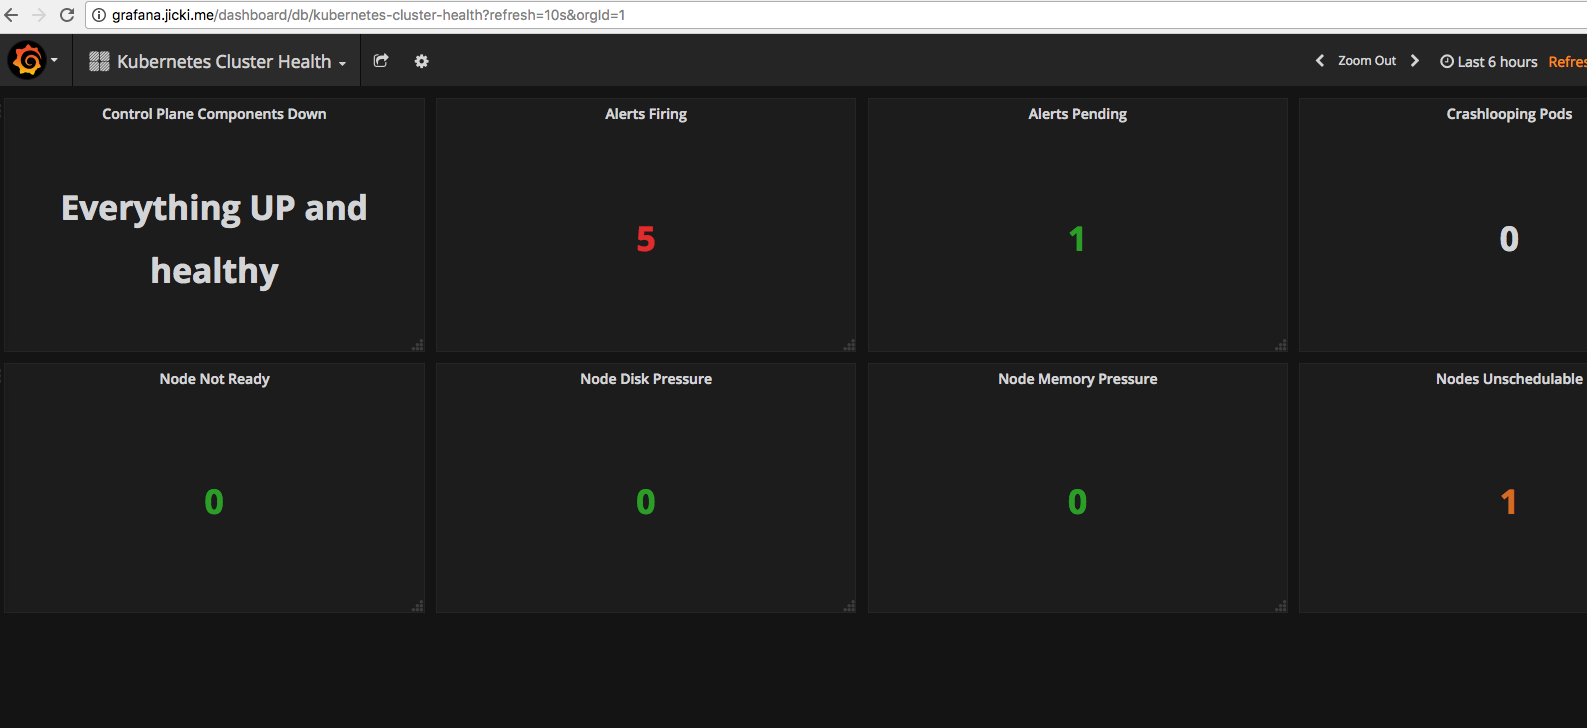 grafana.jicki.me/dashboard/db/kubernetes-cluster-health?refresh=10s&orgId=1
Kubernetes Cluster Health
Zoom Out
Last 6 hours
Refres
Control Plane Components Down
Alerts Firing
Alerts Pending
Crashlooping Pods
Everything UP and
healthy
5
1
0
Node Not Ready
Node Disk Pressure
Node Memory Pressure
Nodes Unschedulable
0
0
0
1